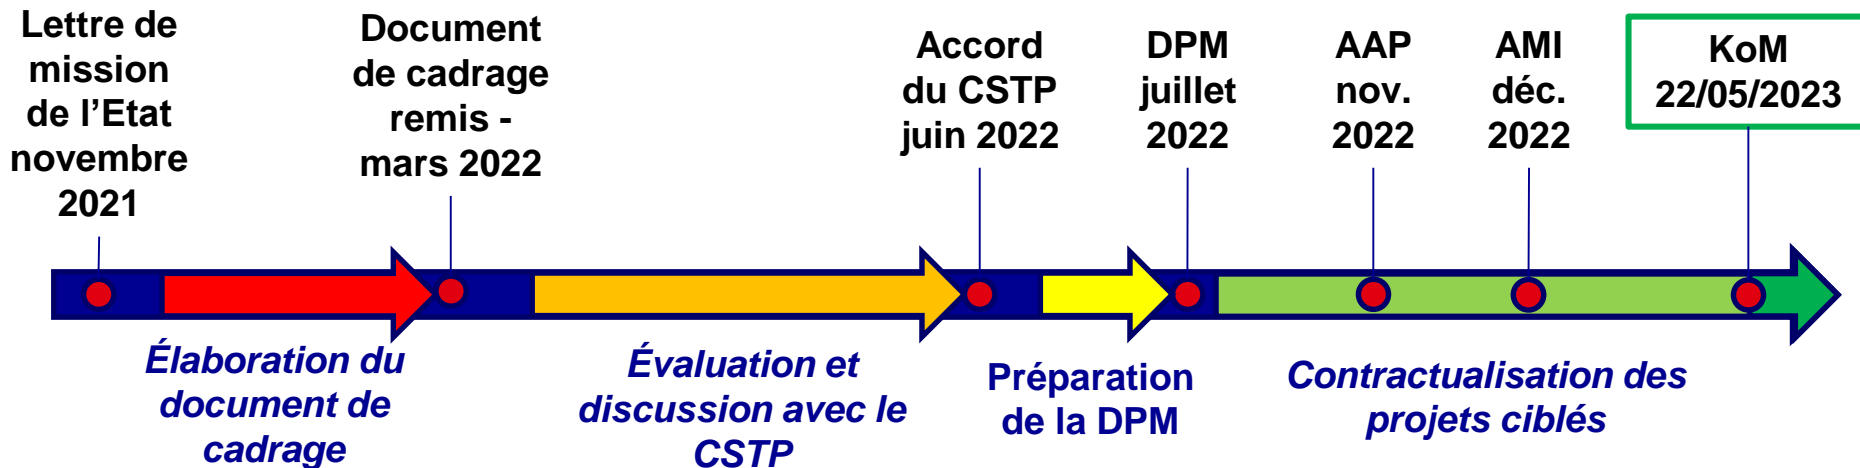 Lettre de
mission
de l'Etat
novembre
2021
Document
de cadrage
remis -
mars 2022
Accord
du CSTP
juin 2022
DPM
juillet
2022
AAP
nov.
2022
AMI
déc.
2022
KoM
22/05/2023
Élaboration du
document de
cadrage
Évaluation et
discussion avec le
CSTP
Préparation
de la DPM
Contractualisation des
projets ciblés